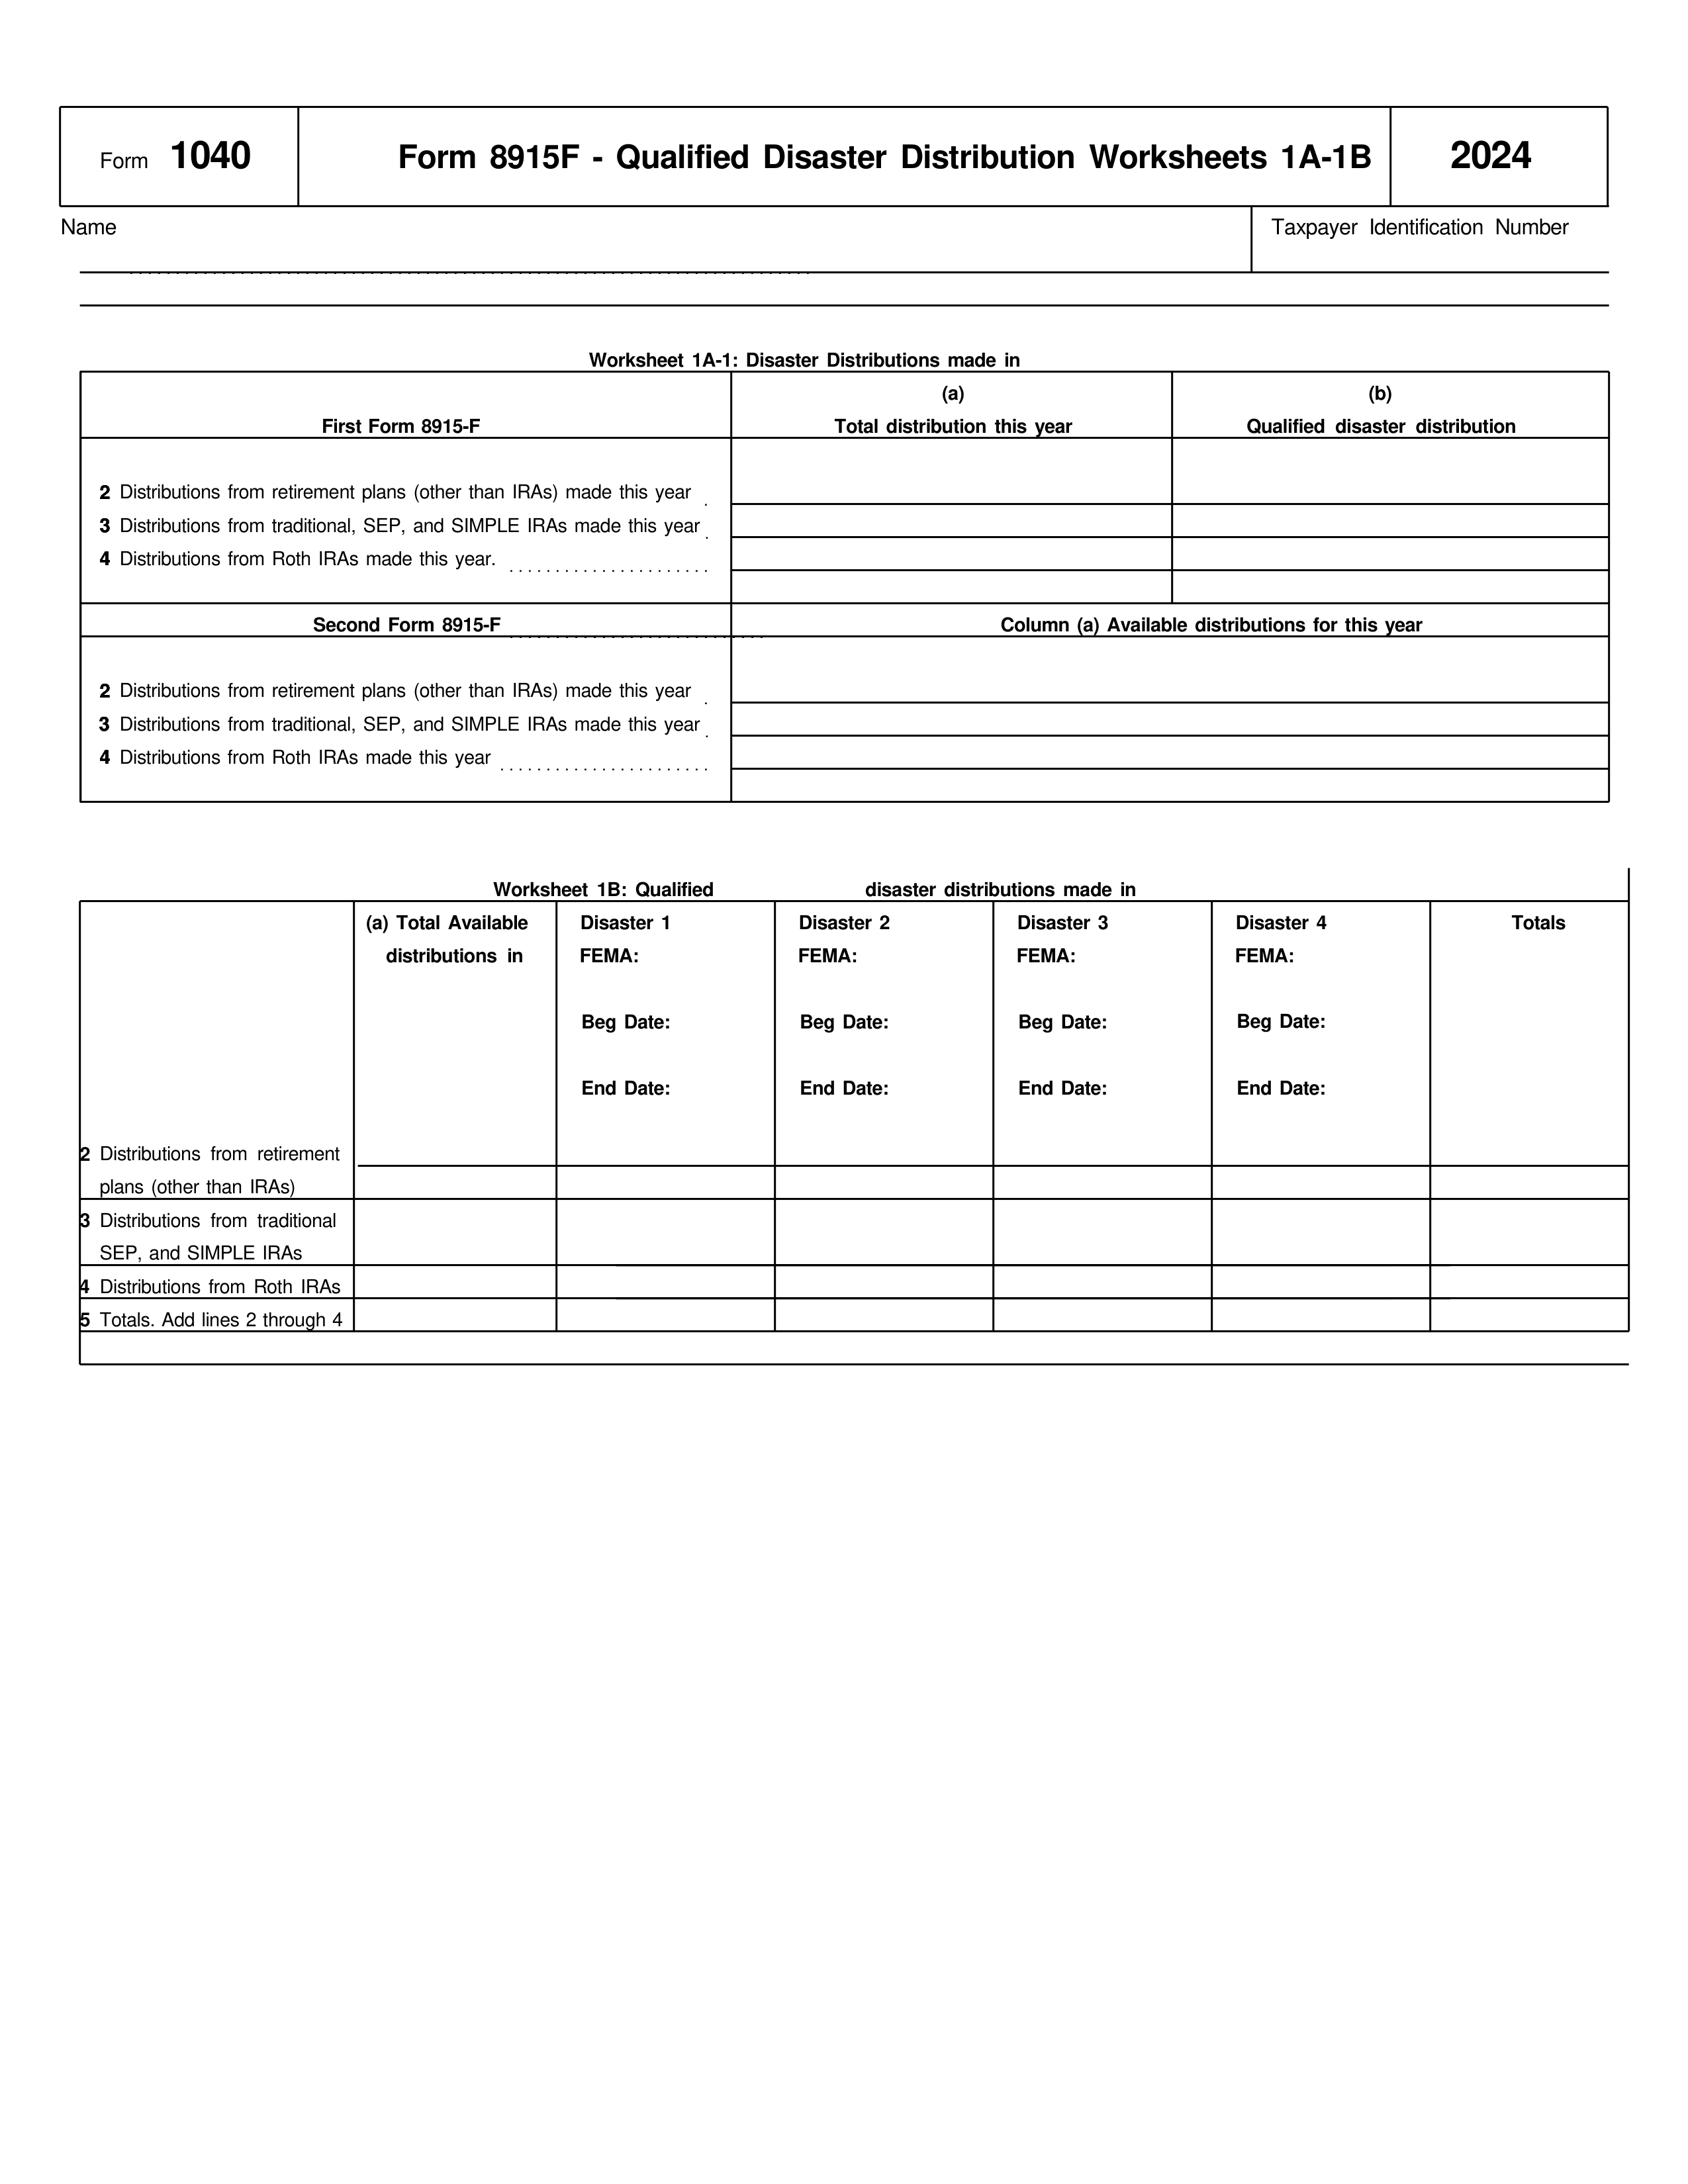 Form 1040
Form 8915F - Qualified Disaster Distribution Worksheets 1A-1B
2024
Name
Taxpayer Identification Number
Worksheet 1A-1: Disaster Distributions made in
(a)
(b)
First Form 8915-F
Total distribution this year
Qualified disaster distribution
2 Distributions from retirement plans (other than IRAs) made this year .
3 Distributions from traditional, SEP, and SIMPLE IRAs made this year .
4 Distributions from Roth IRAs made this year. . . . . . . . . . . . . . . . . . . . . . .
Second Form 8915-F
Column (a) Available distributions for this year
2 Distributions from retirement plans (other than IRAs) made this year .
3 Distributions from traditional, SEP, and SIMPLE IRAs made this year .
4 Distributions from Roth IRAs made this year . . . . . . . . . . . . . . . . . . . . . . .
Worksheet 1B: Qualified disaster distributions made in
(a) Total Available
distributions in
Disaster 1
FEMA:
Beg Date:
End Date:
Disaster 2
FEMA:
Beg Date:
End Date:
Disaster 3
FEMA:
Beg Date:
End Date:
Disaster 4
FEMA:
Beg Date:
End Date:
Totals
2 Distributions from retirement
plans (other than IRAs)
3 Distributions from traditional
SEP, and SIMPLE IRAs
4 Distributions from Roth IRAs
5 Totals. Add lines 2 through 4